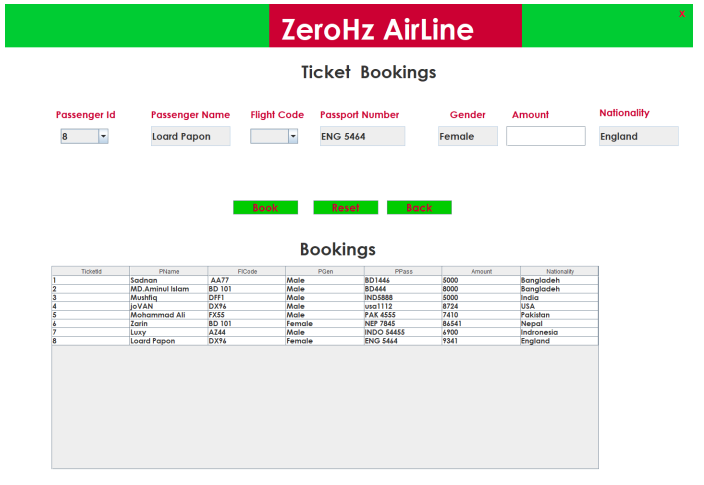 ZeroHz AirLine X
Ticket Bookings
Passenger Id Passenger Name Flight Code Passport Number Gender Amount Nationality
8 Loard Papon ENG 5464 Female England
Book Reset Back
Bookings
TicketId PName FlCode PGen PPass Amount Nationality
1 Sadnan AA77 Male BD1446 5000 Bangladeh
2 MD.Aminul Islam BD 101 Male BD444 8000 Bangladeh
3 Mushfiq DFF1 Male IND5888 5000 India
4 joVAN DX96 Male usa1112 8724 USA
5 Mohammad Ali FX55 Male PAK 4555 7410 Pakistan
6 Zarin BD 101 Female NEP 7845 86541 Nepal
7 Luxy AZ44 Male INDO 54455 6900 Indronesia
8 Loard Papon DX96 Female ENG 5464 9341 England